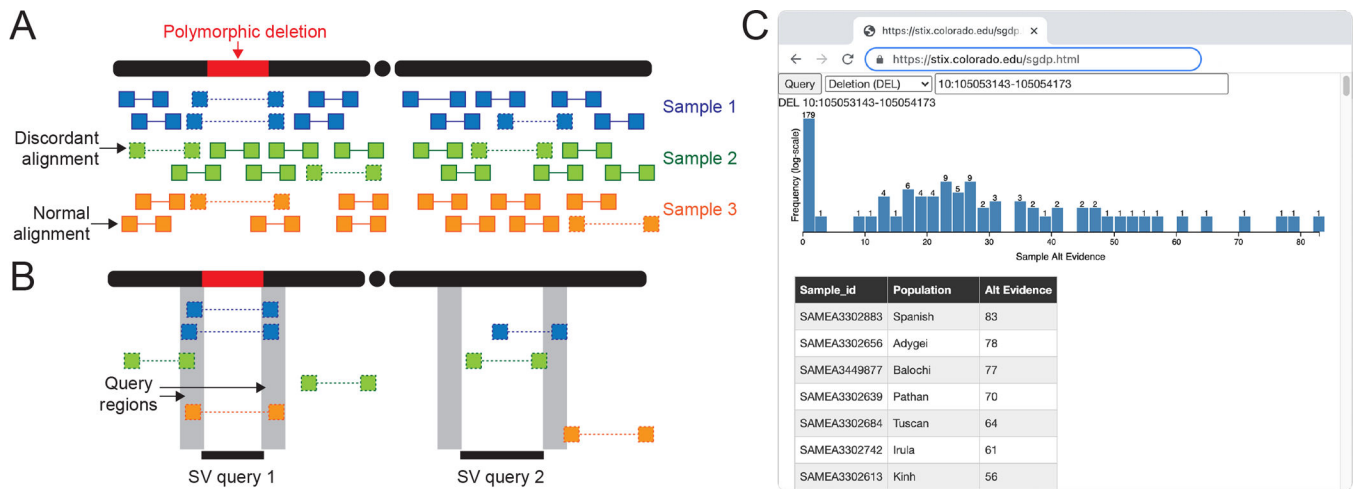 A
Polymorphic deletion
Sample 1
Discordant
alignment
Sample 2
Normal
alignment
Sample 3
B
Query
regions
SV query 1
SV query 2
C
https://stix.colorado.edu/sgdp.
https://stix.colorado.edu/sgdp.html
Query Deletion (DEL) 10:105053143-105054173
DEL 10:105053143-105054173
Frequency (log-scale)
179 1 1 1 4 1 6 4 4 9 5 9 2 3 3 2 1 2 2 2 1 1 1 1 1 1 1 1 1 1 1
0 10 20 30 40 50 60 70 80
Sample Alt Evidence
Sample_id Population Alt Evidence
SAMEA3302883 Spanish 83
SAMEA3302656 Adygei 78
SAMEA3449877 Balochi 77
SAMEA3302639 Pathan 70
SAMEA3302684 Tuscan 64
SAMEA3302742 Irula 61
SAMEA3302613 Kinh 56